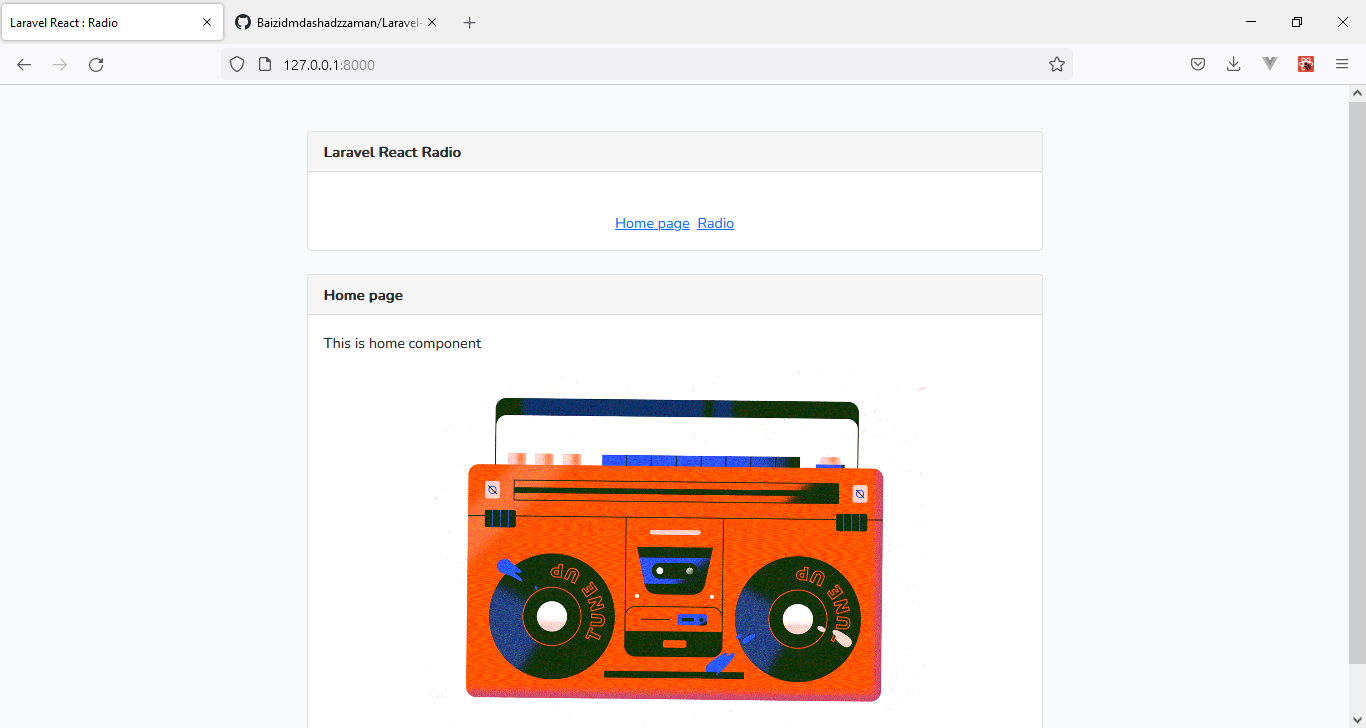 Laravel React : Radio
Baizidmdashadzzaman/Laravel-
127.0.0.1:8000
Laravel React Radio
Home page Radio
Home page
This is home component
TUNE UP
TUNE UP